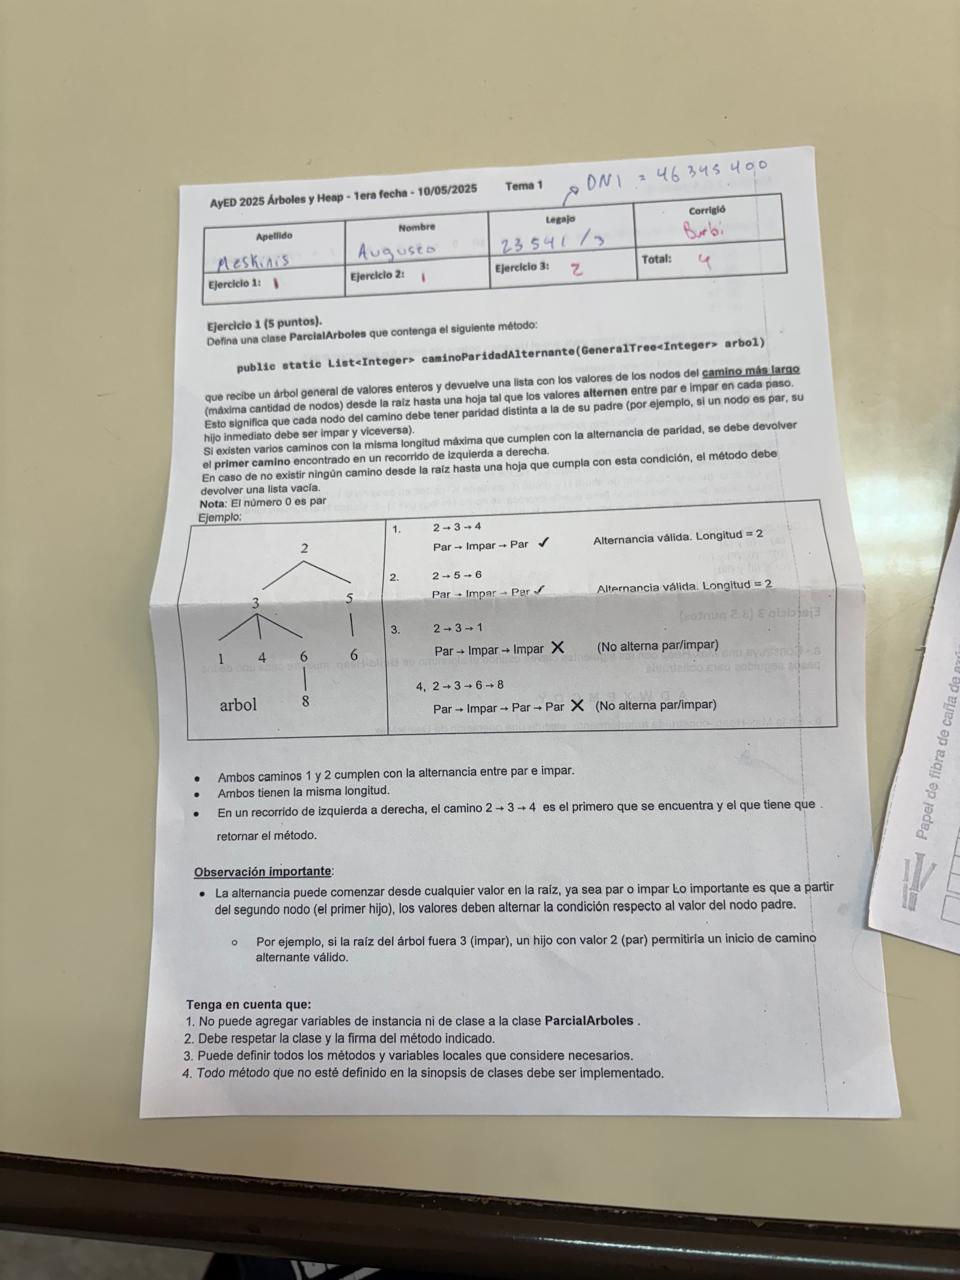 AyED 2025 Árboles y Heap - 1era fecha - 10/05/2025 Tema 1 DNI = 46 345 400
Apellido Nombre Legajo Corrigió
Meskinis Augusto 23541/3 Burbi
Ejercicio 1: 1 Ejercicio 2: 1 Ejercicio 3: 2 Total: 4
Ejercicio 1 (5 puntos).
Defina una clase ParcialArboles que contenga el siguiente método:
public static List<Integer> caminoParidadAlternante(GeneralTree<Integer> arbol)
que recibe un árbol general de valores enteros y devuelve una lista con los valores de los nodos del camino más largo
(máxima cantidad de nodos) desde la raíz hasta una hoja tal que los valores alternen entre par e impar en cada paso.
Esto significa que cada nodo del camino debe tener paridad distinta a la de su padre (por ejemplo, si un nodo es par, su
hijo inmediato debe ser impar y viceversa).
Si existen varios caminos con la misma longitud máxima que cumplen con la alternancia de paridad, se debe devolver
el primer camino encontrado en un recorrido de izquierda a derecha.
En caso de no existir ningún camino desde la raíz hasta una hoja que cumpla con esta condición, el método debe
devolver una lista vacía.
Nota: El número 0 es par
Ejemplo:
2
3 5
1 4 6 6
8
arbol
1. 2→3→4
Par→Impar→Par ✓ Alternancia válida. Longitud = 2
2. 2→5→6
Par→Impar→Par ✓ Alternancia válida. Longitud = 2
3. 2→3→1
Par→Impar→Impar X (No alterna par/impar)
4, 2→3→6→8
Par→Impar→Par→Par X (No alterna par/impar)
• Ambos caminos 1 y 2 cumplen con la alternancia entre par e impar.
• Ambos tienen la misma longitud.
• En un recorrido de izquierda a derecha, el camino 2→3→4 es el primero que se encuentra y el que tiene que
retornar el método.
Observación importante:
• La alternancia puede comenzar desde cualquier valor en la raíz, ya sea par o impar Lo importante es que a partir
del segundo nodo (el primer hijo), los valores deben alternar la condición respecto al valor del nodo padre.
o Por ejemplo, si la raíz del árbol fuera 3 (impar), un hijo con valor 2 (par) permitiría un inicio de camino
alternante válido.
Tenga en cuenta que:
1. No puede agregar variables de instancia ni de clase a la clase ParcialArboles .
2. Debe respetar la clase y la firma del método indicado.
3. Puede definir todos los métodos y variables locales que considere necesarios.
4. Todo método que no esté definido en la sinopsis de clases debe ser implementado.
Papel de fibra de caña de